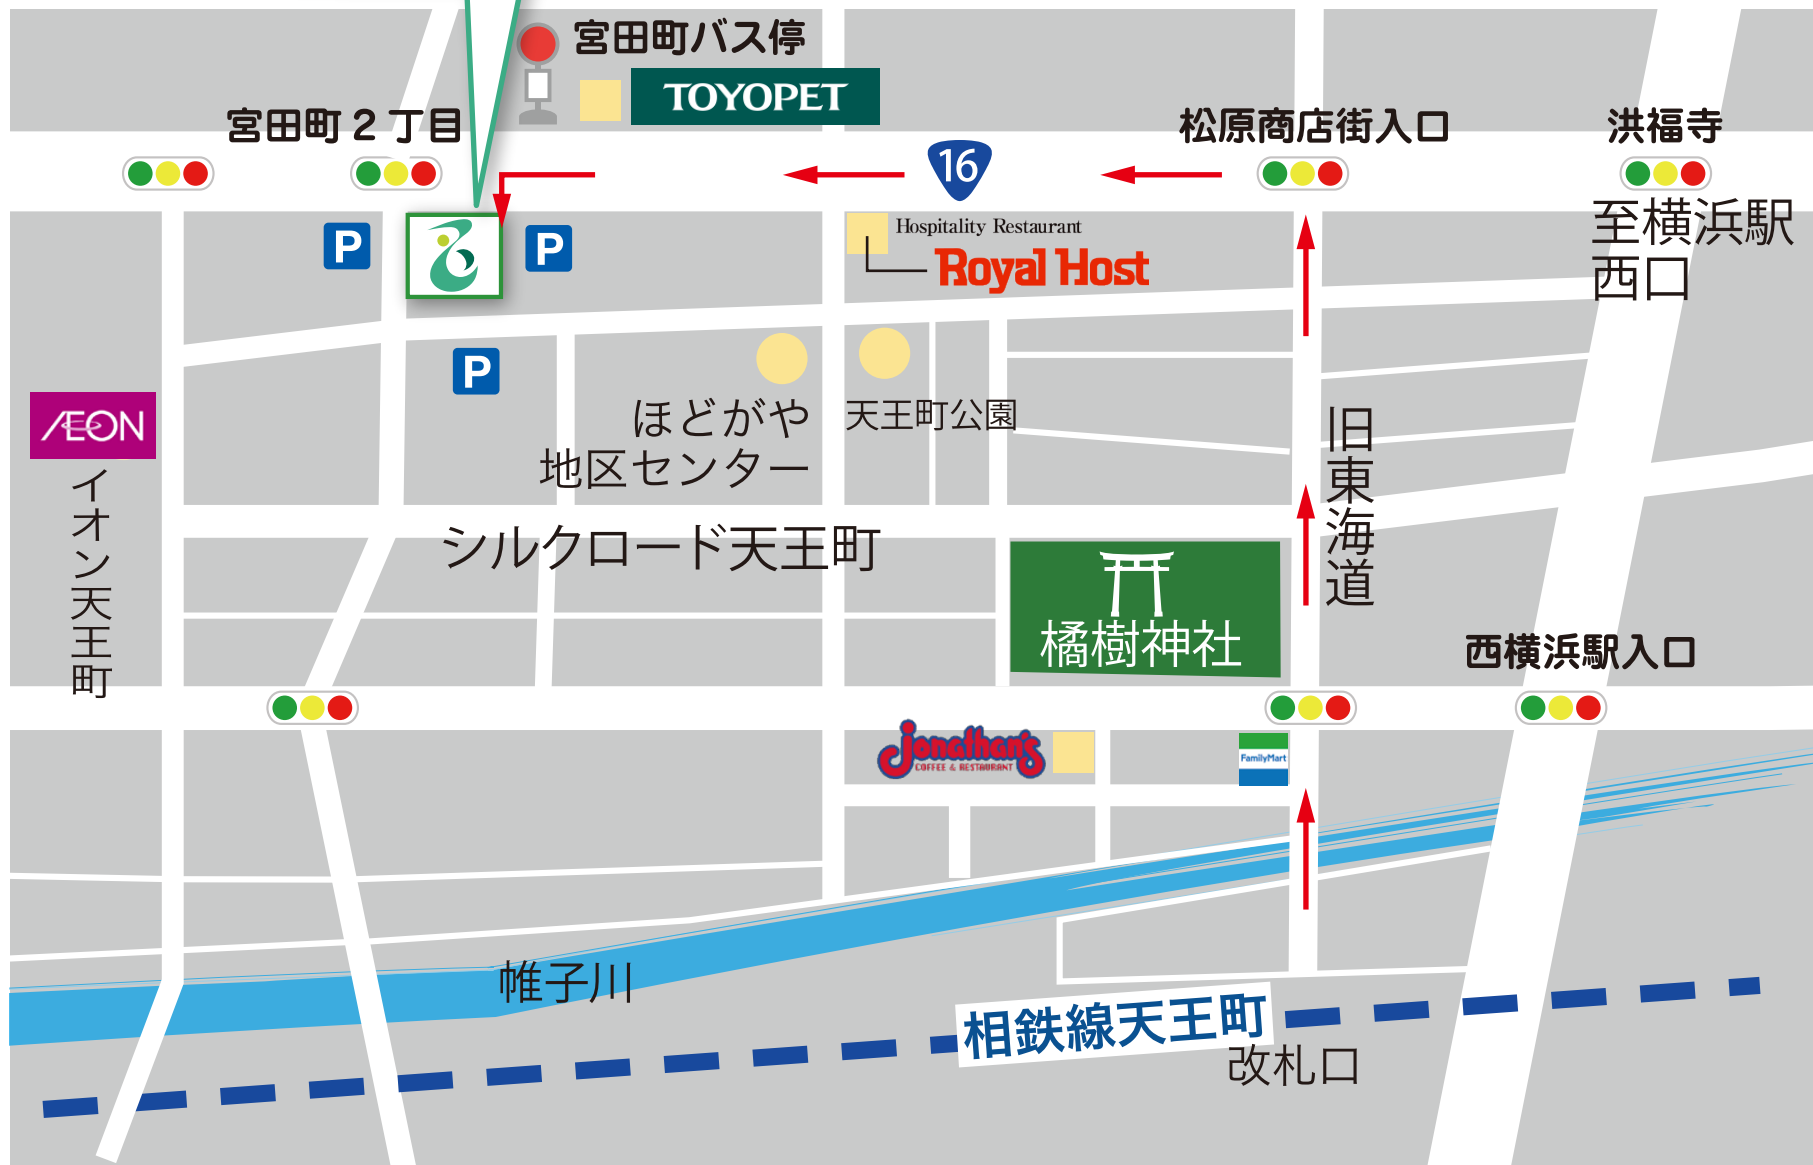 宮田町バス停
TOYOPET
宮田町２丁目
松原商店街入口
洪福寺
16
至横浜駅
西口
P
P
Hospitality Restaurant
Royal Host
P
ÆON
イオン天王町
ほどがや
地区センター
天王町公園
旧東海道
シルクロード天王町
橘樹神社
西横浜駅入口
Jonathan's
COFFEE & RESTAURANT
FamilyMart
帷子川
相鉄線天王町
改札口